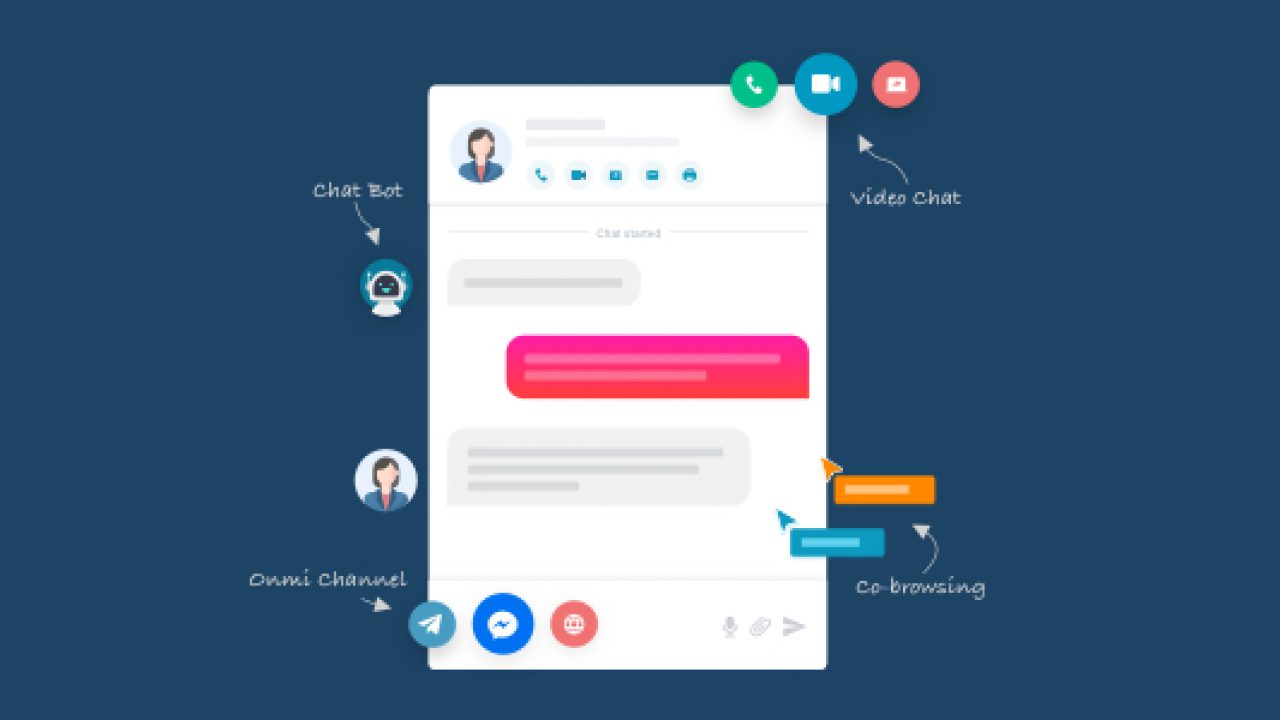 Chat Bot
Video Chat
Chat started
Onmi Channel
Co-browsing